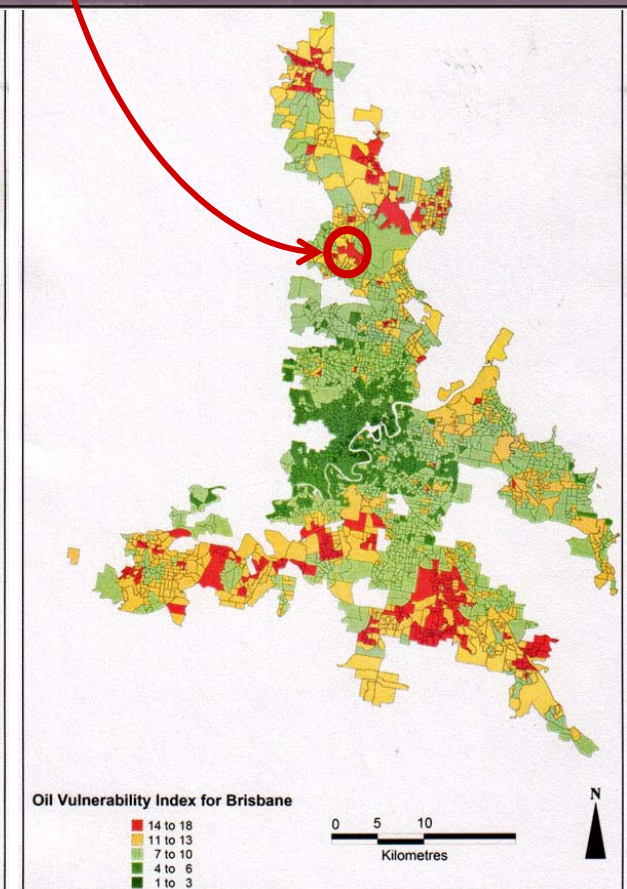 Oil Vulnerability Index for Brisbane
14 to 18
11 to 13
7 to 10
4 to 6
1 to 3
0 5 10
Kilometres
N